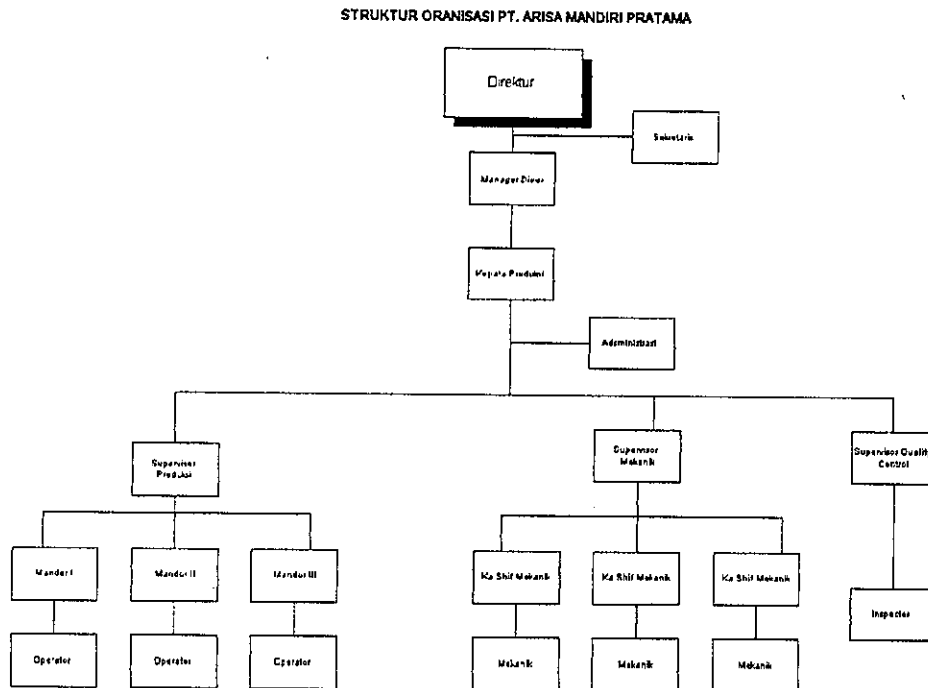 STRUKTUR ORANISASI PT. ARISA MANDIRI PRATAMA
Direktur
Sekretaris
Manager
Kepala Produksi
Administrasi
Supervisor
Produksi
Supervisor
Mekanik
Supervisor Quality
Control
Mandor I
Mandor II
Mandor III
Ka Shif Mekanik
Ka Shif Mekanik
Ka Shif Mekanik
Inspector
Operator
Operator
Operator
Mekanik
Mekanik
Mekanik